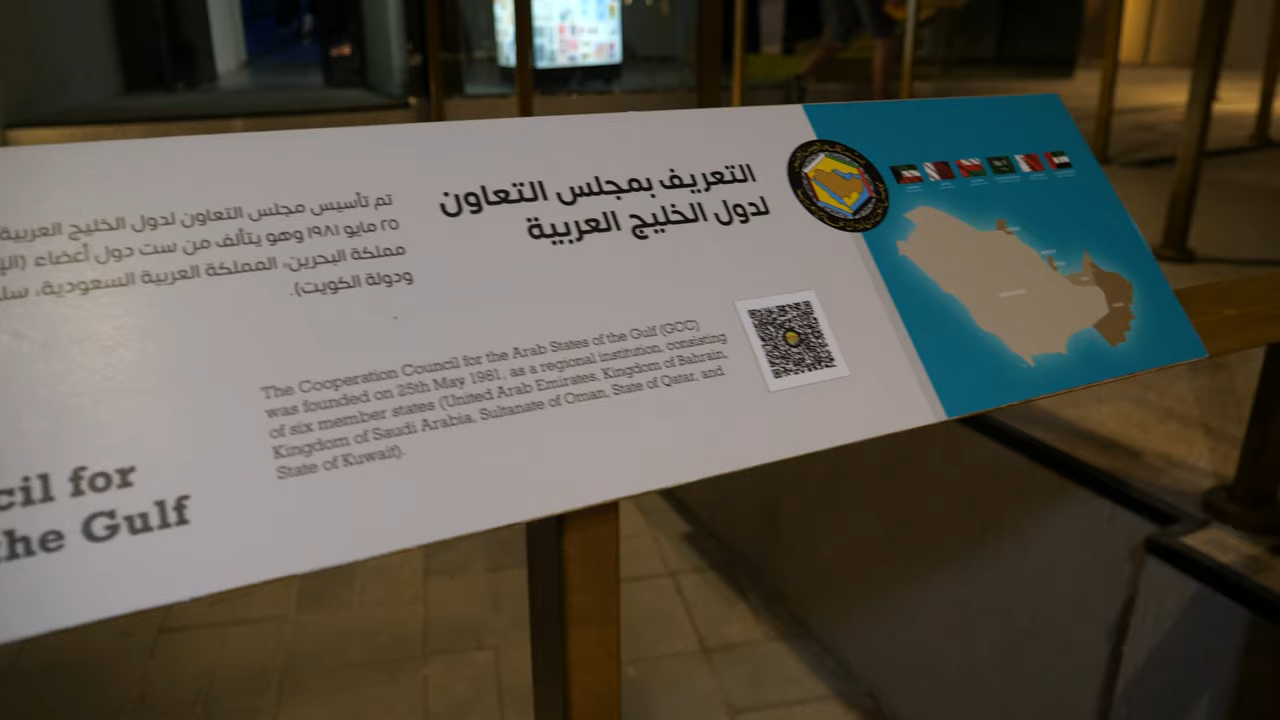 التعريف بمجلس التعاون
لدول الخليج العربية
تم تأسيس مجلس التعاون لدول الخليج العربية
٢٥ مايو ١٩٨١ وهو يتألف من ست دول أعضاء
مملكة البحرين، المملكة العربية السعودية،
ودولة الكويت).
The Cooperation Council for the Arab States of the Gulf (GCC)
was founded on 25th May 1981, as a regional institution, consisting
of six member states (United Arab Emirates, Kingdom of Bahrain,
Kingdom of Saudi Arabia, Sultanate of Oman, State of Qatar, and
State of Kuwait).
cil for
the Gulf